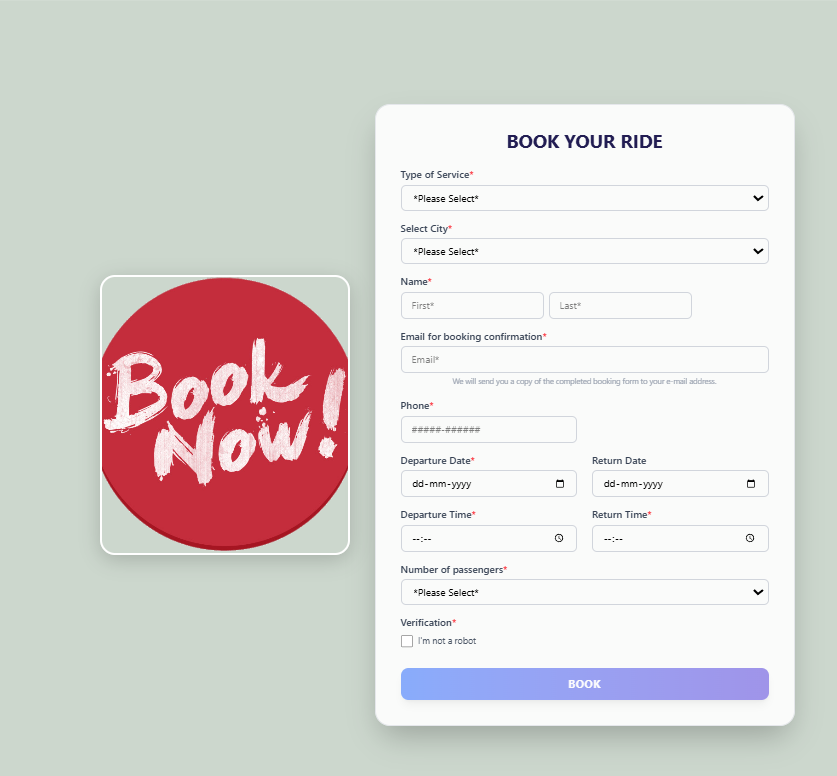 Book
Now!
BOOK YOUR RIDE
Type of Service*
*Please Select*
Select City*
*Please Select*
Name*
First* Last*
Email for booking confirmation*
Email*
We will send you a copy of the completed booking form to your e-mail address.
Phone*
#####-######
Departure Date* Return Date
dd-mm-yyyy dd-mm-yyyy
Departure Time* Return Time*
--:-- --:--
Number of passengers*
*Please Select*
Verification*
I'm not a robot
BOOK